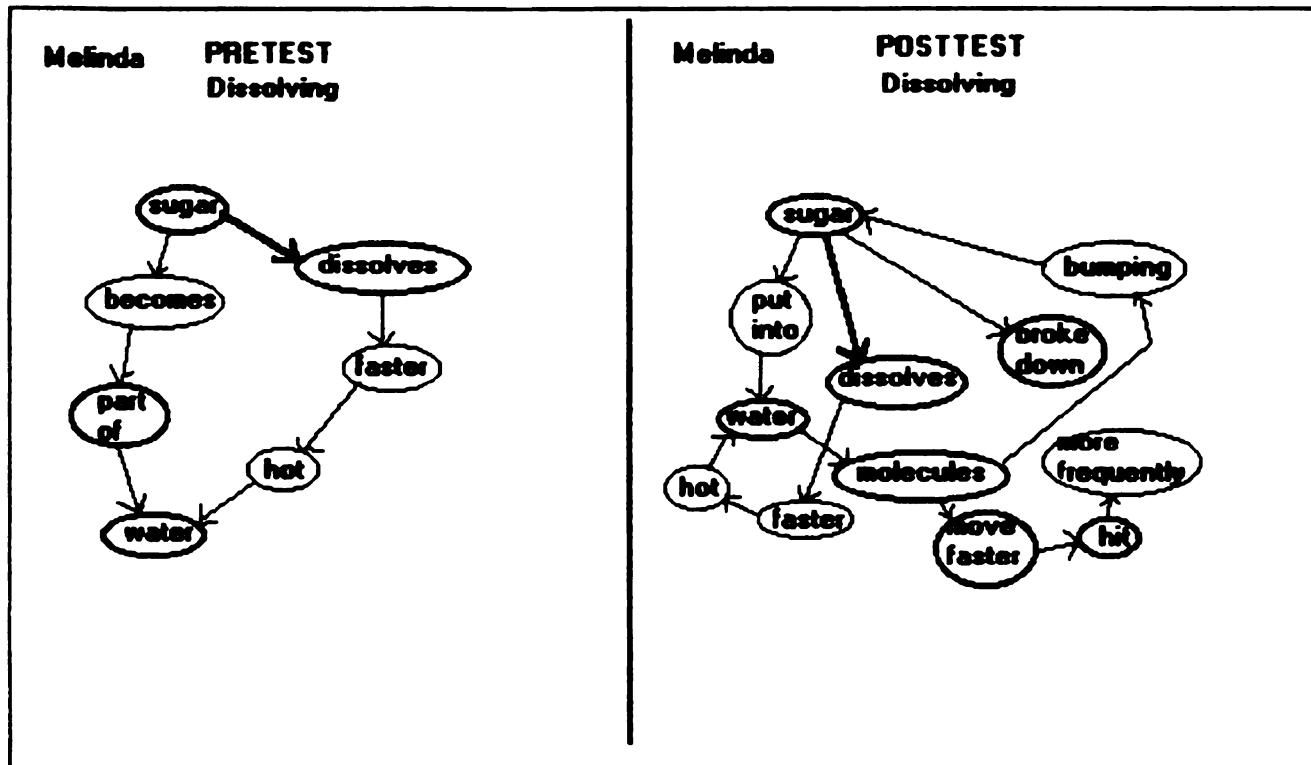 Melinda PRETEST
Dissolving
sugar
dissolves
becomes
faster
part
of
hot
water
Melinda POSTTEST
Dissolving
sugar
bumping
put
into
broke
down
dissolves
water
more
frequently
molecules
hot
faster
move
faster
hit